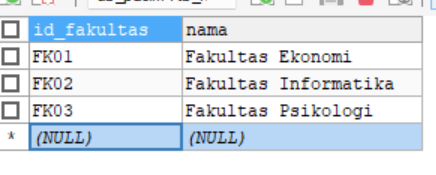 id_fakultas nama
FK01 Fakultas Ekonomi
FK02 Fakultas Informatika
FK03 Fakultas Psikologi
* (NULL) (NULL)